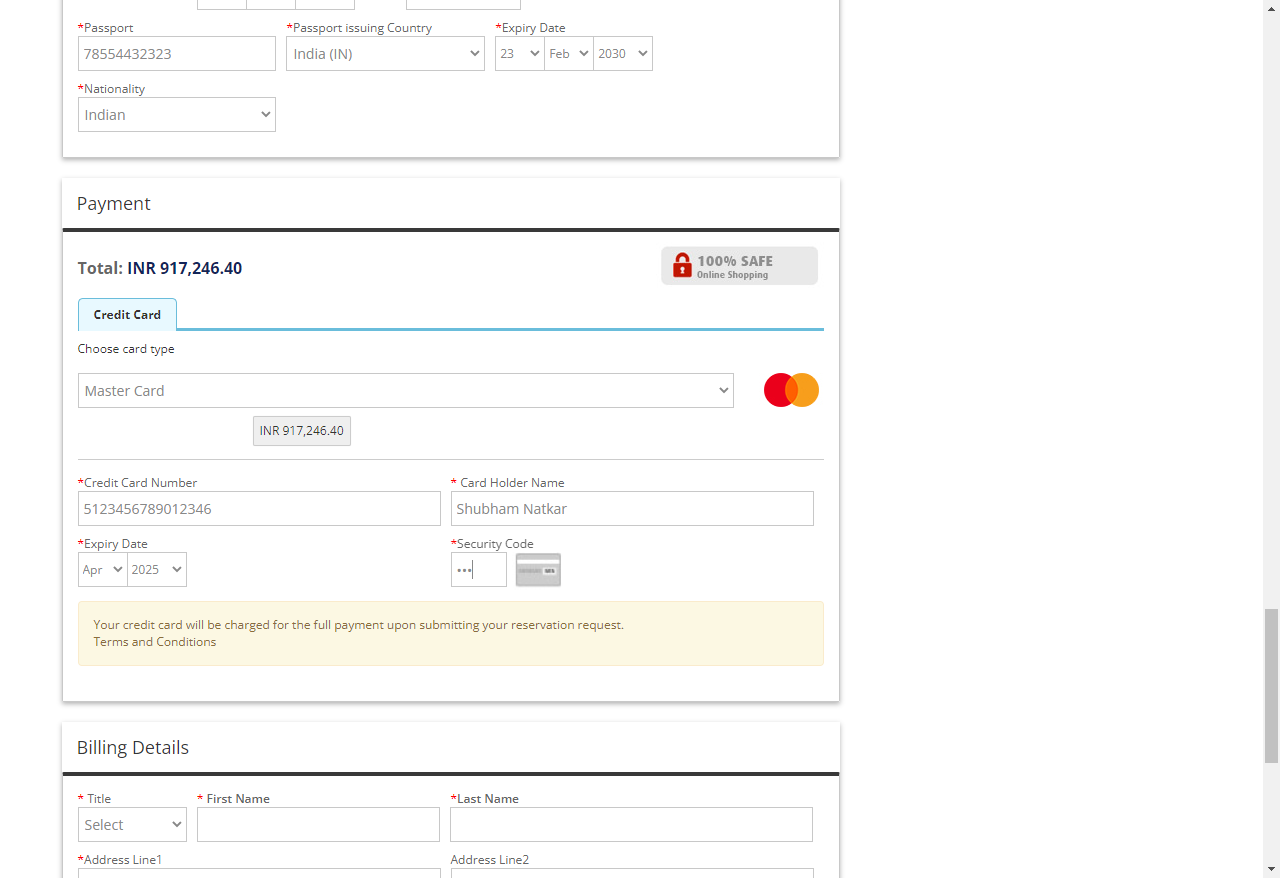 *Passport *Passport issuing Country *Expiry Date
78554432323 India (IN) 23 Feb 2030
*Nationality
Indian
Payment
Total: INR 917,246.40
100% SAFE
Online Shopping
Credit Card
Choose card type
Master Card
INR 917,246.40
*Credit Card Number * Card Holder Name
5123456789012346 Shubham Natkar
*Expiry Date *Security Code
Apr 2025 •••
Your credit card will be charged for the full payment upon submitting your reservation request.
Terms and Conditions
Billing Details
* Title * First Name *Last Name
Select
*Address Line1 Address Line2